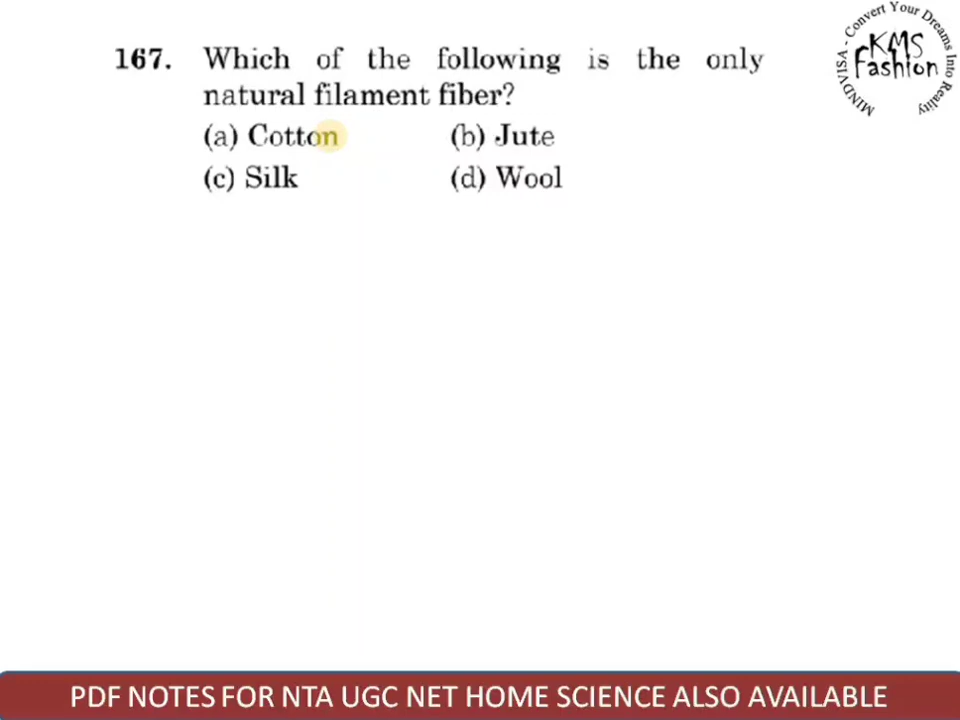 167. Which of the following is the only
natural filament fiber?
(a) Cotton (b) Jute
(c) Silk (d) Wool
MINDVISA - Convert Your Dreams Into Reality
KMS
Fashion
PDF NOTES FOR NTA UGC NET HOME SCIENCE ALSO AVAILABLE